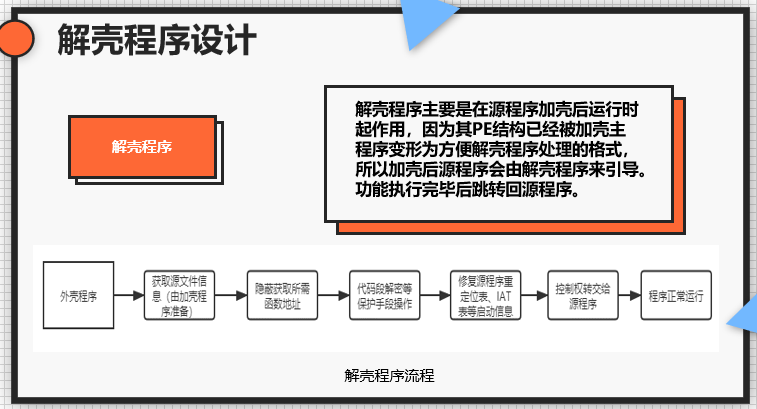 解壳程序设计
解壳程序
解壳程序主要是在源程序加壳后运行时
起作用，因为其PE结构已经被加壳主
程序变形为方便解壳程序处理的格式，
所以加壳后源程序会由解壳程序来引导。
功能执行完毕后跳转回源程序。
外壳程序
获取源文件信
息（由加壳程
序准备）
隐蔽获取所需
函数地址
代码段解密等
保护手段操作
修复源程序重
定位表、IAT
表等启动信息
控制权转交给
源程序
程序正常运行
解壳程序流程